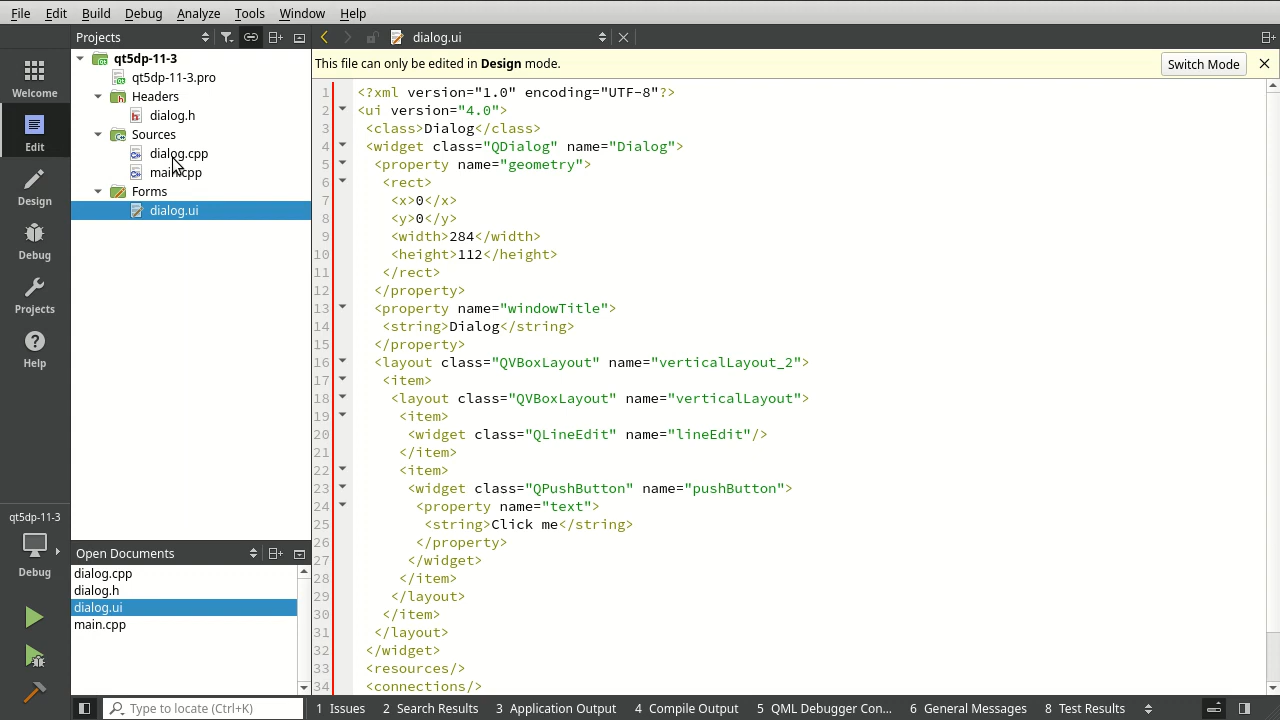 File Edit Build Debug Analyze Tools Window Help
Projects
dialog.ui
Welcome
Edit
Design
Debug
Projects
Help
qt5dp-11-3
Debug
qt5dp-11-3
qt5dp-11-3.pro
Headers
dialog.h
Sources
dialog.cpp
main.cpp
Forms
dialog.ui
Open Documents
dialog.cpp
dialog.h
dialog.ui
main.cpp
This file can only be edited in Design mode.
Switch Mode
1 <?xml version="1.0" encoding="UTF-8"?>
2 <ui version="4.0">
3 <class>Dialog</class>
4 <widget class="QDialog" name="Dialog">
5 <property name="geometry">
6 <rect>
7 <x>0</x>
8 <y>0</y>
9 <width>284</width>
10 <height>112</height>
11 </rect>
12 </property>
13 <property name="windowTitle">
14 <string>Dialog</string>
15 </property>
16 <layout class="QVBoxLayout" name="verticalLayout_2">
17 <item>
18 <layout class="QVBoxLayout" name="verticalLayout">
19 <item>
20 <widget class="QLineEdit" name="lineEdit"/>
21 </item>
22 <item>
23 <widget class="QPushButton" name="pushButton">
24 <property name="text">
25 <string>Click me</string>
26 </property>
27 </widget>
28 </item>
29 </layout>
30 </item>
31 </layout>
32 </widget>
33 <resources/>
34 <connections/>
Type to locate (Ctrl+K)
1 Issues 2 Search Results 3 Application Output 4 Compile Output 5 QML Debugger Con... 6 General Messages 8 Test Results